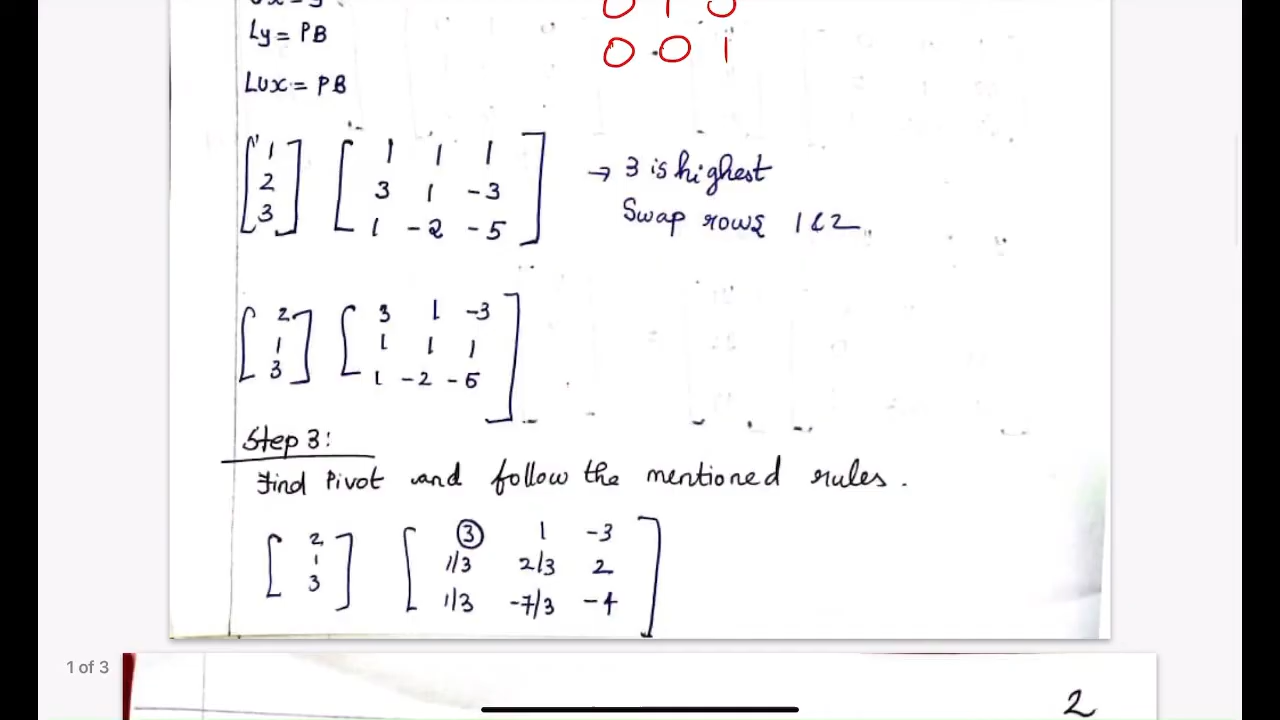 0 1 0
Ly = PB
0 0 1
LUX = PB
[1 2 3] [1 1 1
3 1 -3
1 -2 -5]
→ 3 is highest
Swap rows 1 & 2
[2 1 3] [3 1 -3
1 1 1
1 -2 -5]
Step 3:
Find Pivot and follow the mentioned rules.
[2 1 3] [3 1 -3
1/3 2/3 2
1/3 -7/3 -4]
1 of 3
2